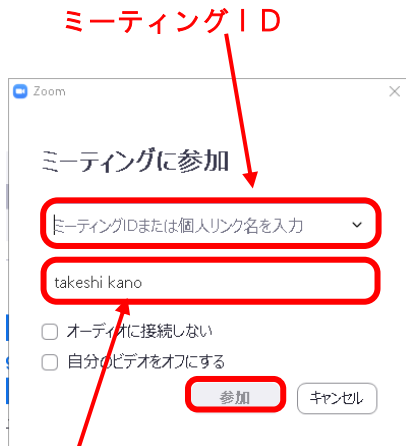 ミーティングID
Zoom
ミーティングに参加
ミーティングIDまたは個人リンク名を入力
takeshi kano
オーディオに接続しない
自分のビデオをオフにする
参加
キャンセル